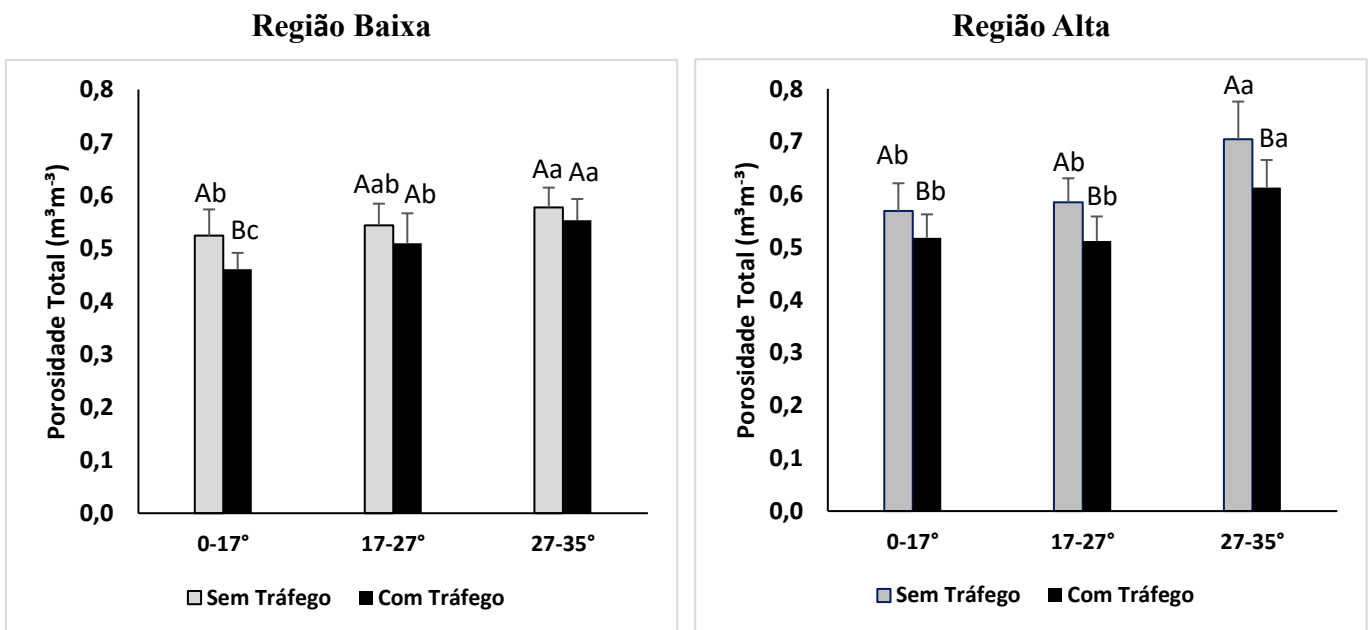 Região Baixa
Porosidade Total (m³m⁻³)
0,8
0,7
0,6
0,5
0,4
0,3
0,2
0,1
0,0
Ab
Bc
Aab
Ab
Aa
Aa
0-17° 17-27° 27-35°
Sem Tráfego Com Tráfego
Região Alta
Porosidade Total (m³m⁻³)
0,8
0,7
0,6
0,5
0,4
0,3
0,2
0,1
0,0
Ab
Bb
Ab
Bb
Aa
Ba
0-17° 17-27° 27-35°
Sem Tráfego Com Tráfego